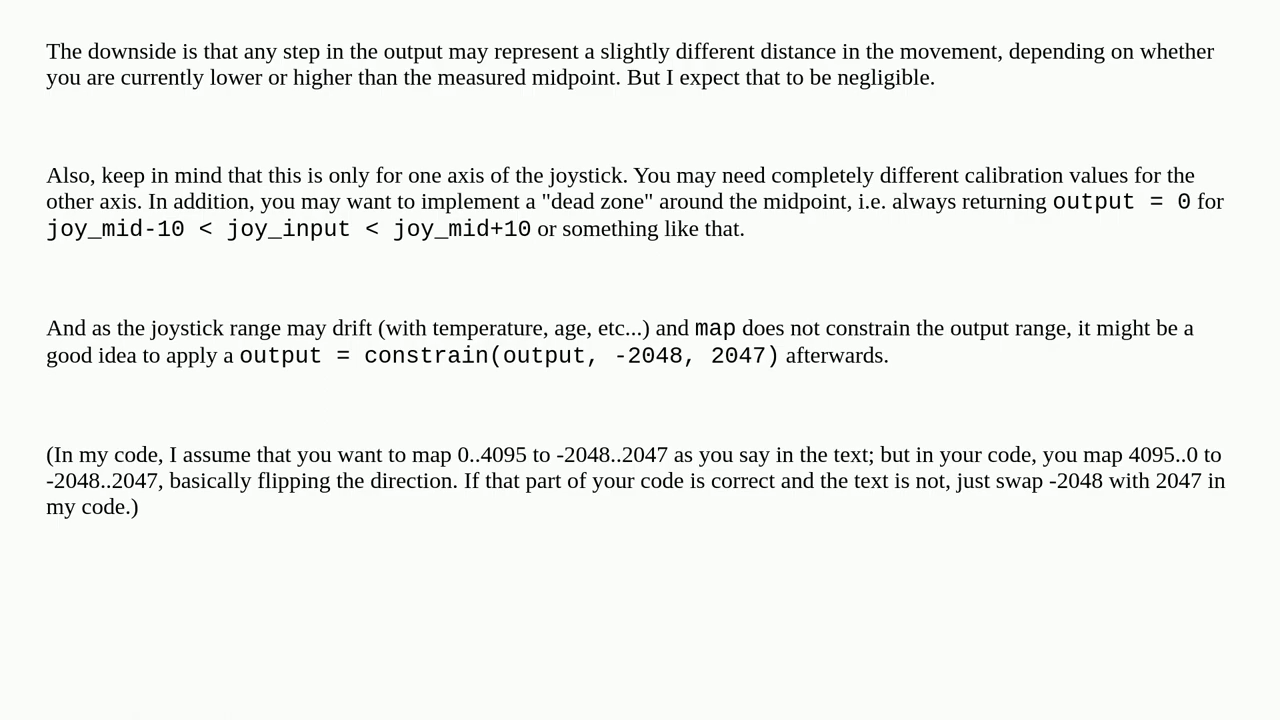 The downside is that any step in the output may represent a slightly different distance in the movement, depending on whether
you are currently lower or higher than the measured midpoint. But I expect that to be negligible.
Also, keep in mind that this is only for one axis of the joystick. You may need completely different calibration values for the
other axis. In addition, you may want to implement a "dead zone" around the midpoint, i.e. always returning output = 0 for
joy_mid-10 < joy_input < joy_mid+10 or something like that.
And as the joystick range may drift (with temperature, age, etc...) and map does not constrain the output range, it might be a
good idea to apply a output = constrain(output, -2048, 2047) afterwards.
(In my code, I assume that you want to map 0..4095 to -2048..2047 as you say in the text; but in your code, you map 4095..0 to
-2048..2047, basically flipping the direction. If that part of your code is correct and the text is not, just swap -2048 with 2047 in
my code.)